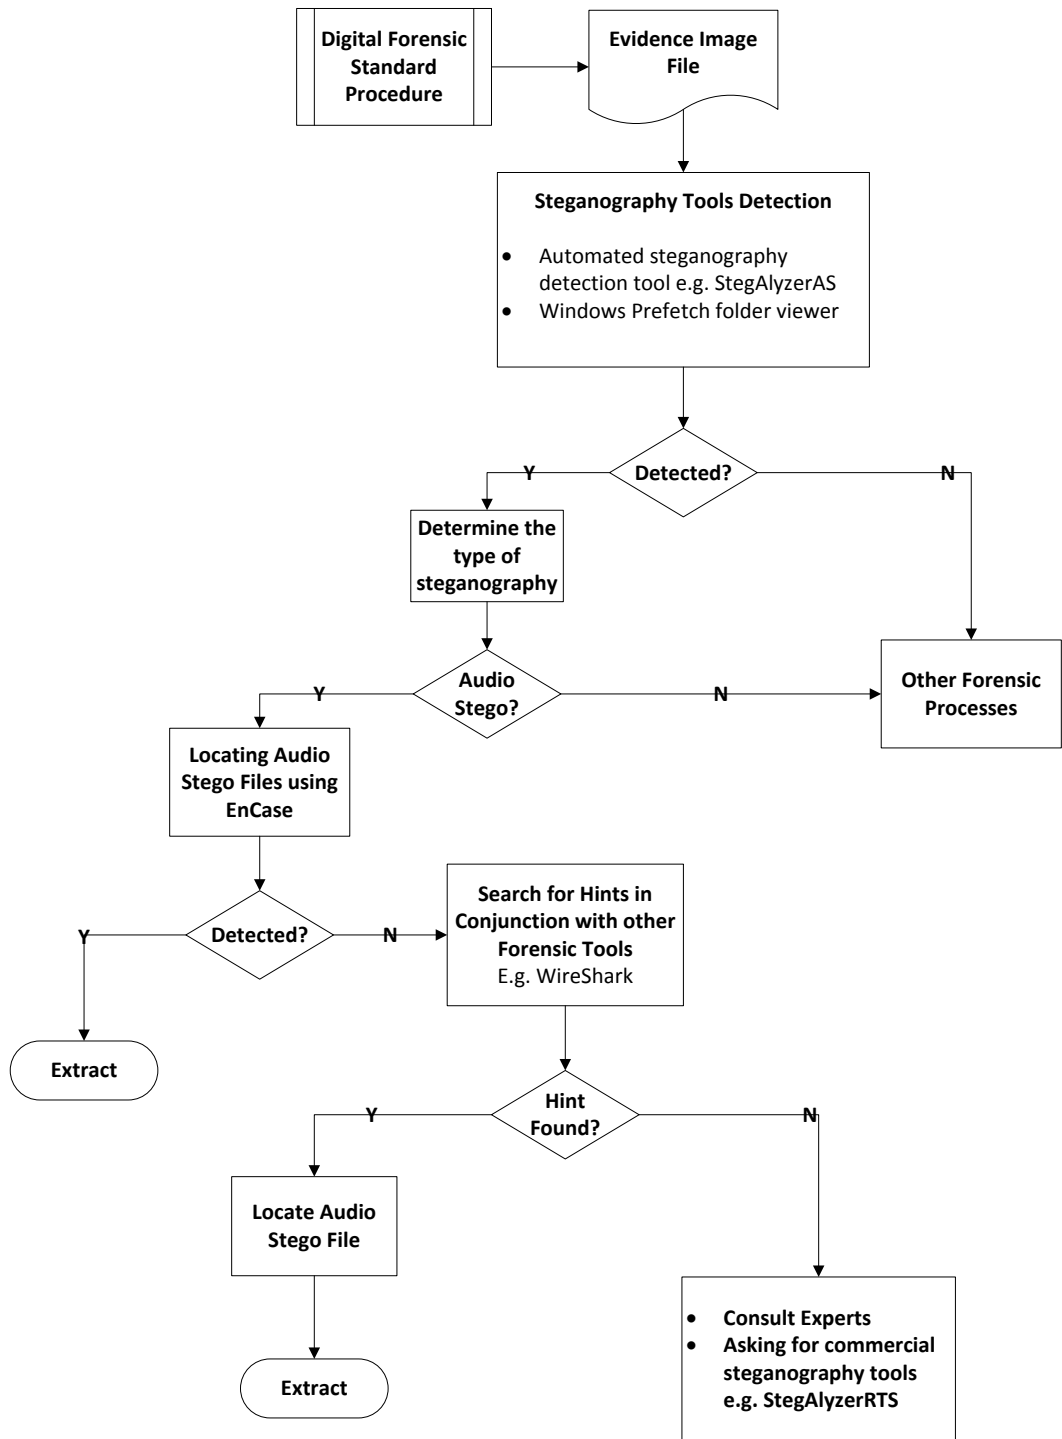 Digital Forensic
Standard
Procedure
Evidence Image
File
Steganography Tools Detection
• Automated steganography
detection tool e.g. StegAlyzerAS
• Windows Prefetch folder viewer
Detected?
Y
N
Determine the
type of
steganography
Audio
Stego?
Y
N
Other Forensic
Processes
Locating Audio
Stego Files using
EnCase
Detected?
Y
N
Search for Hints in
Conjunction with other
Forensic Tools
E.g. WireShark
Extract
Hint
Found?
Y
N
Locate Audio
Stego File
Extract
• Consult Experts
• Asking for commercial
steganography tools
e.g. StegAlyzerRTS